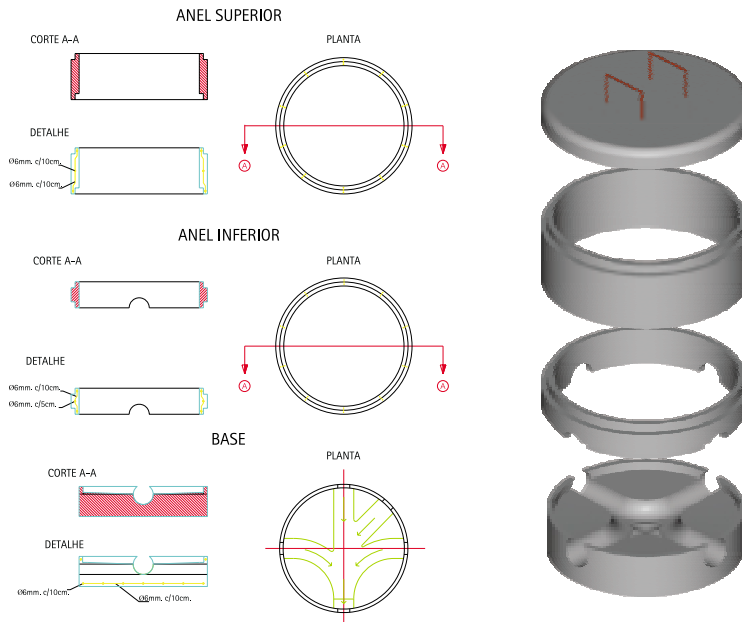 ANEL SUPERIOR
CORTE A-A
PLANTA
DETALHE
Ø6mm. c/10cm.
Ø6mm. c/10cm.
A
A
ANEL INFERIOR
CORTE A-A
PLANTA
DETALHE
Ø6mm. c/10cm.
Ø6mm. c/5cm.
A
A
BASE
PLANTA
CORTE A-A
DETALHE
Ø6mm. c/10cm.
Ø6mm. c/10cm.